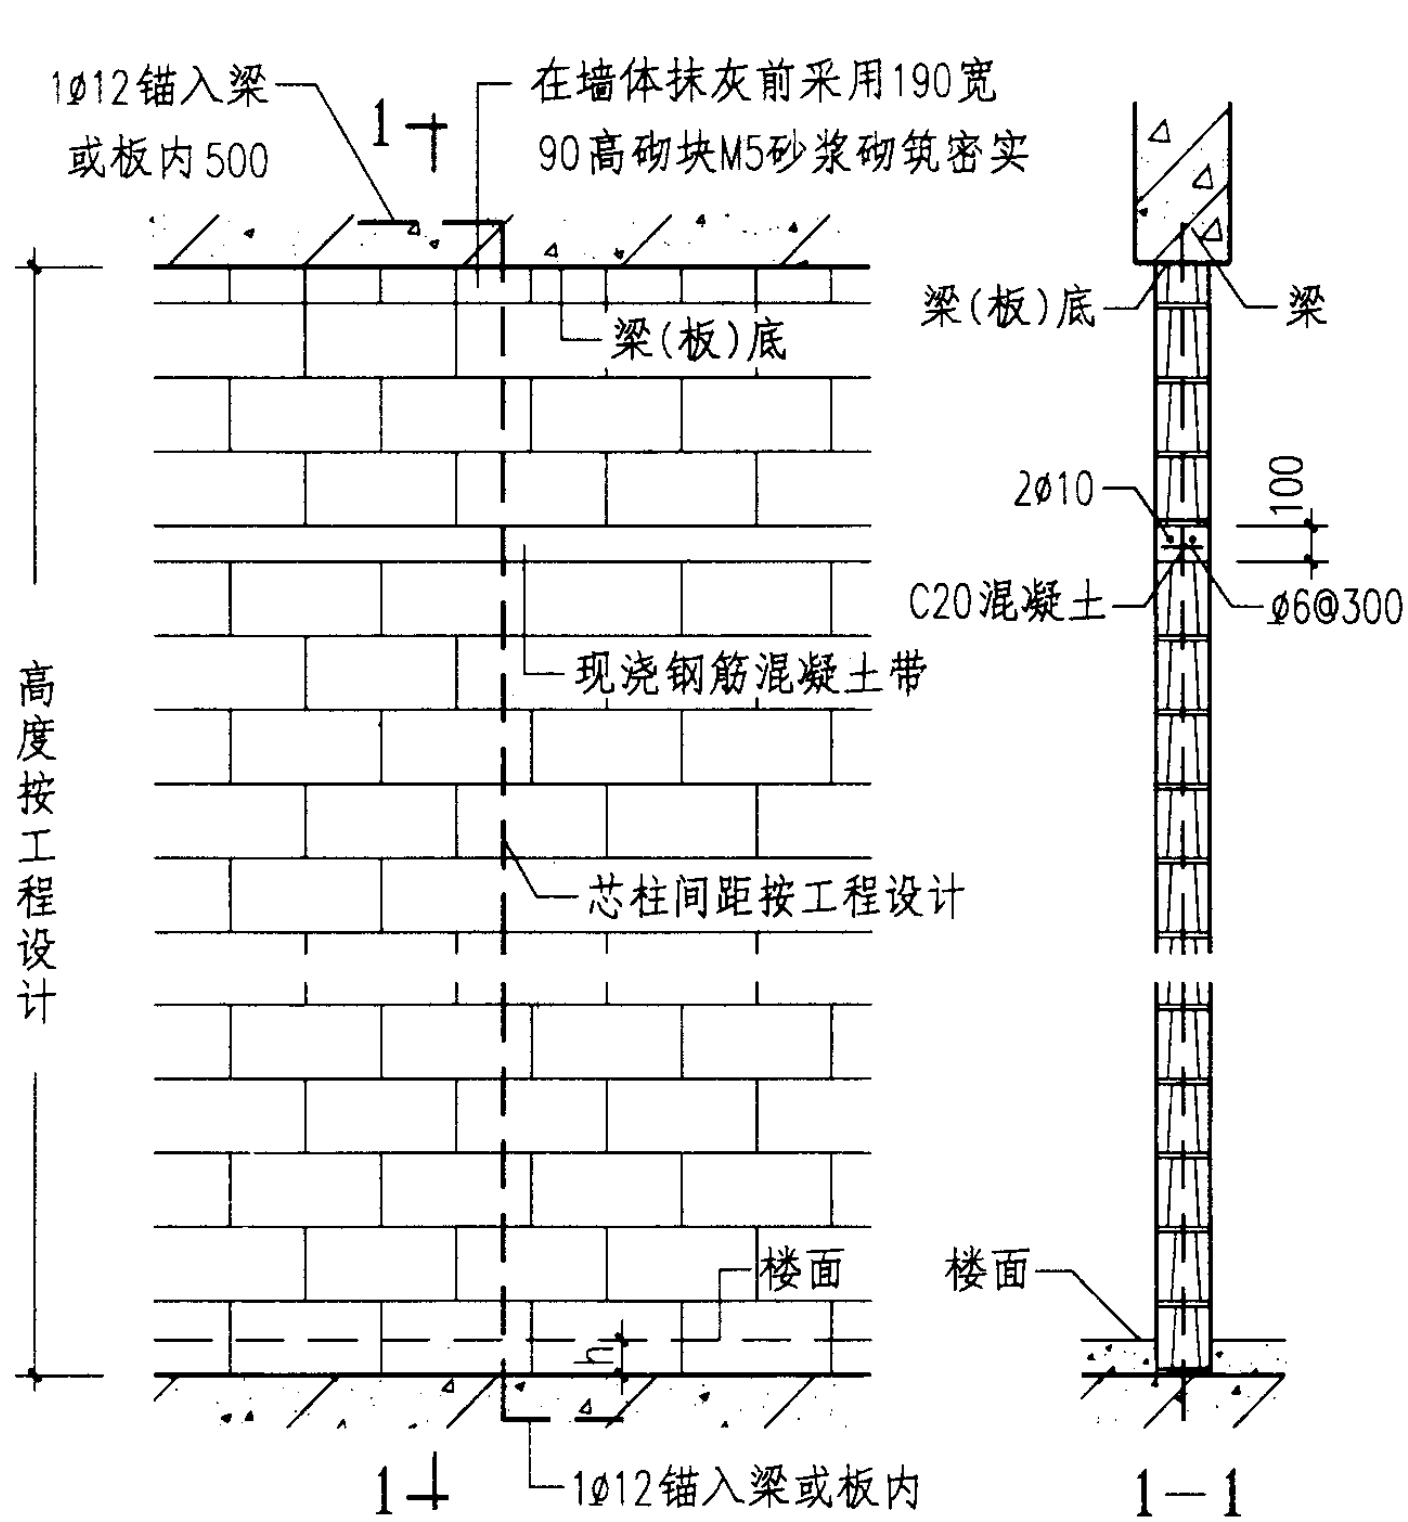 1ø12锚入梁
或板内500
1
在墙体抹灰前采用190宽
90高砌块M5砂浆砌筑密实
梁(板)底
梁(板)底
梁
2ø10
100
C20混凝土
ø6@300
现浇钢筋混凝土带
高度按工程设计
芯柱间距按工程设计
楼面
楼面
h
1
1ø12锚入梁或板内
1-1